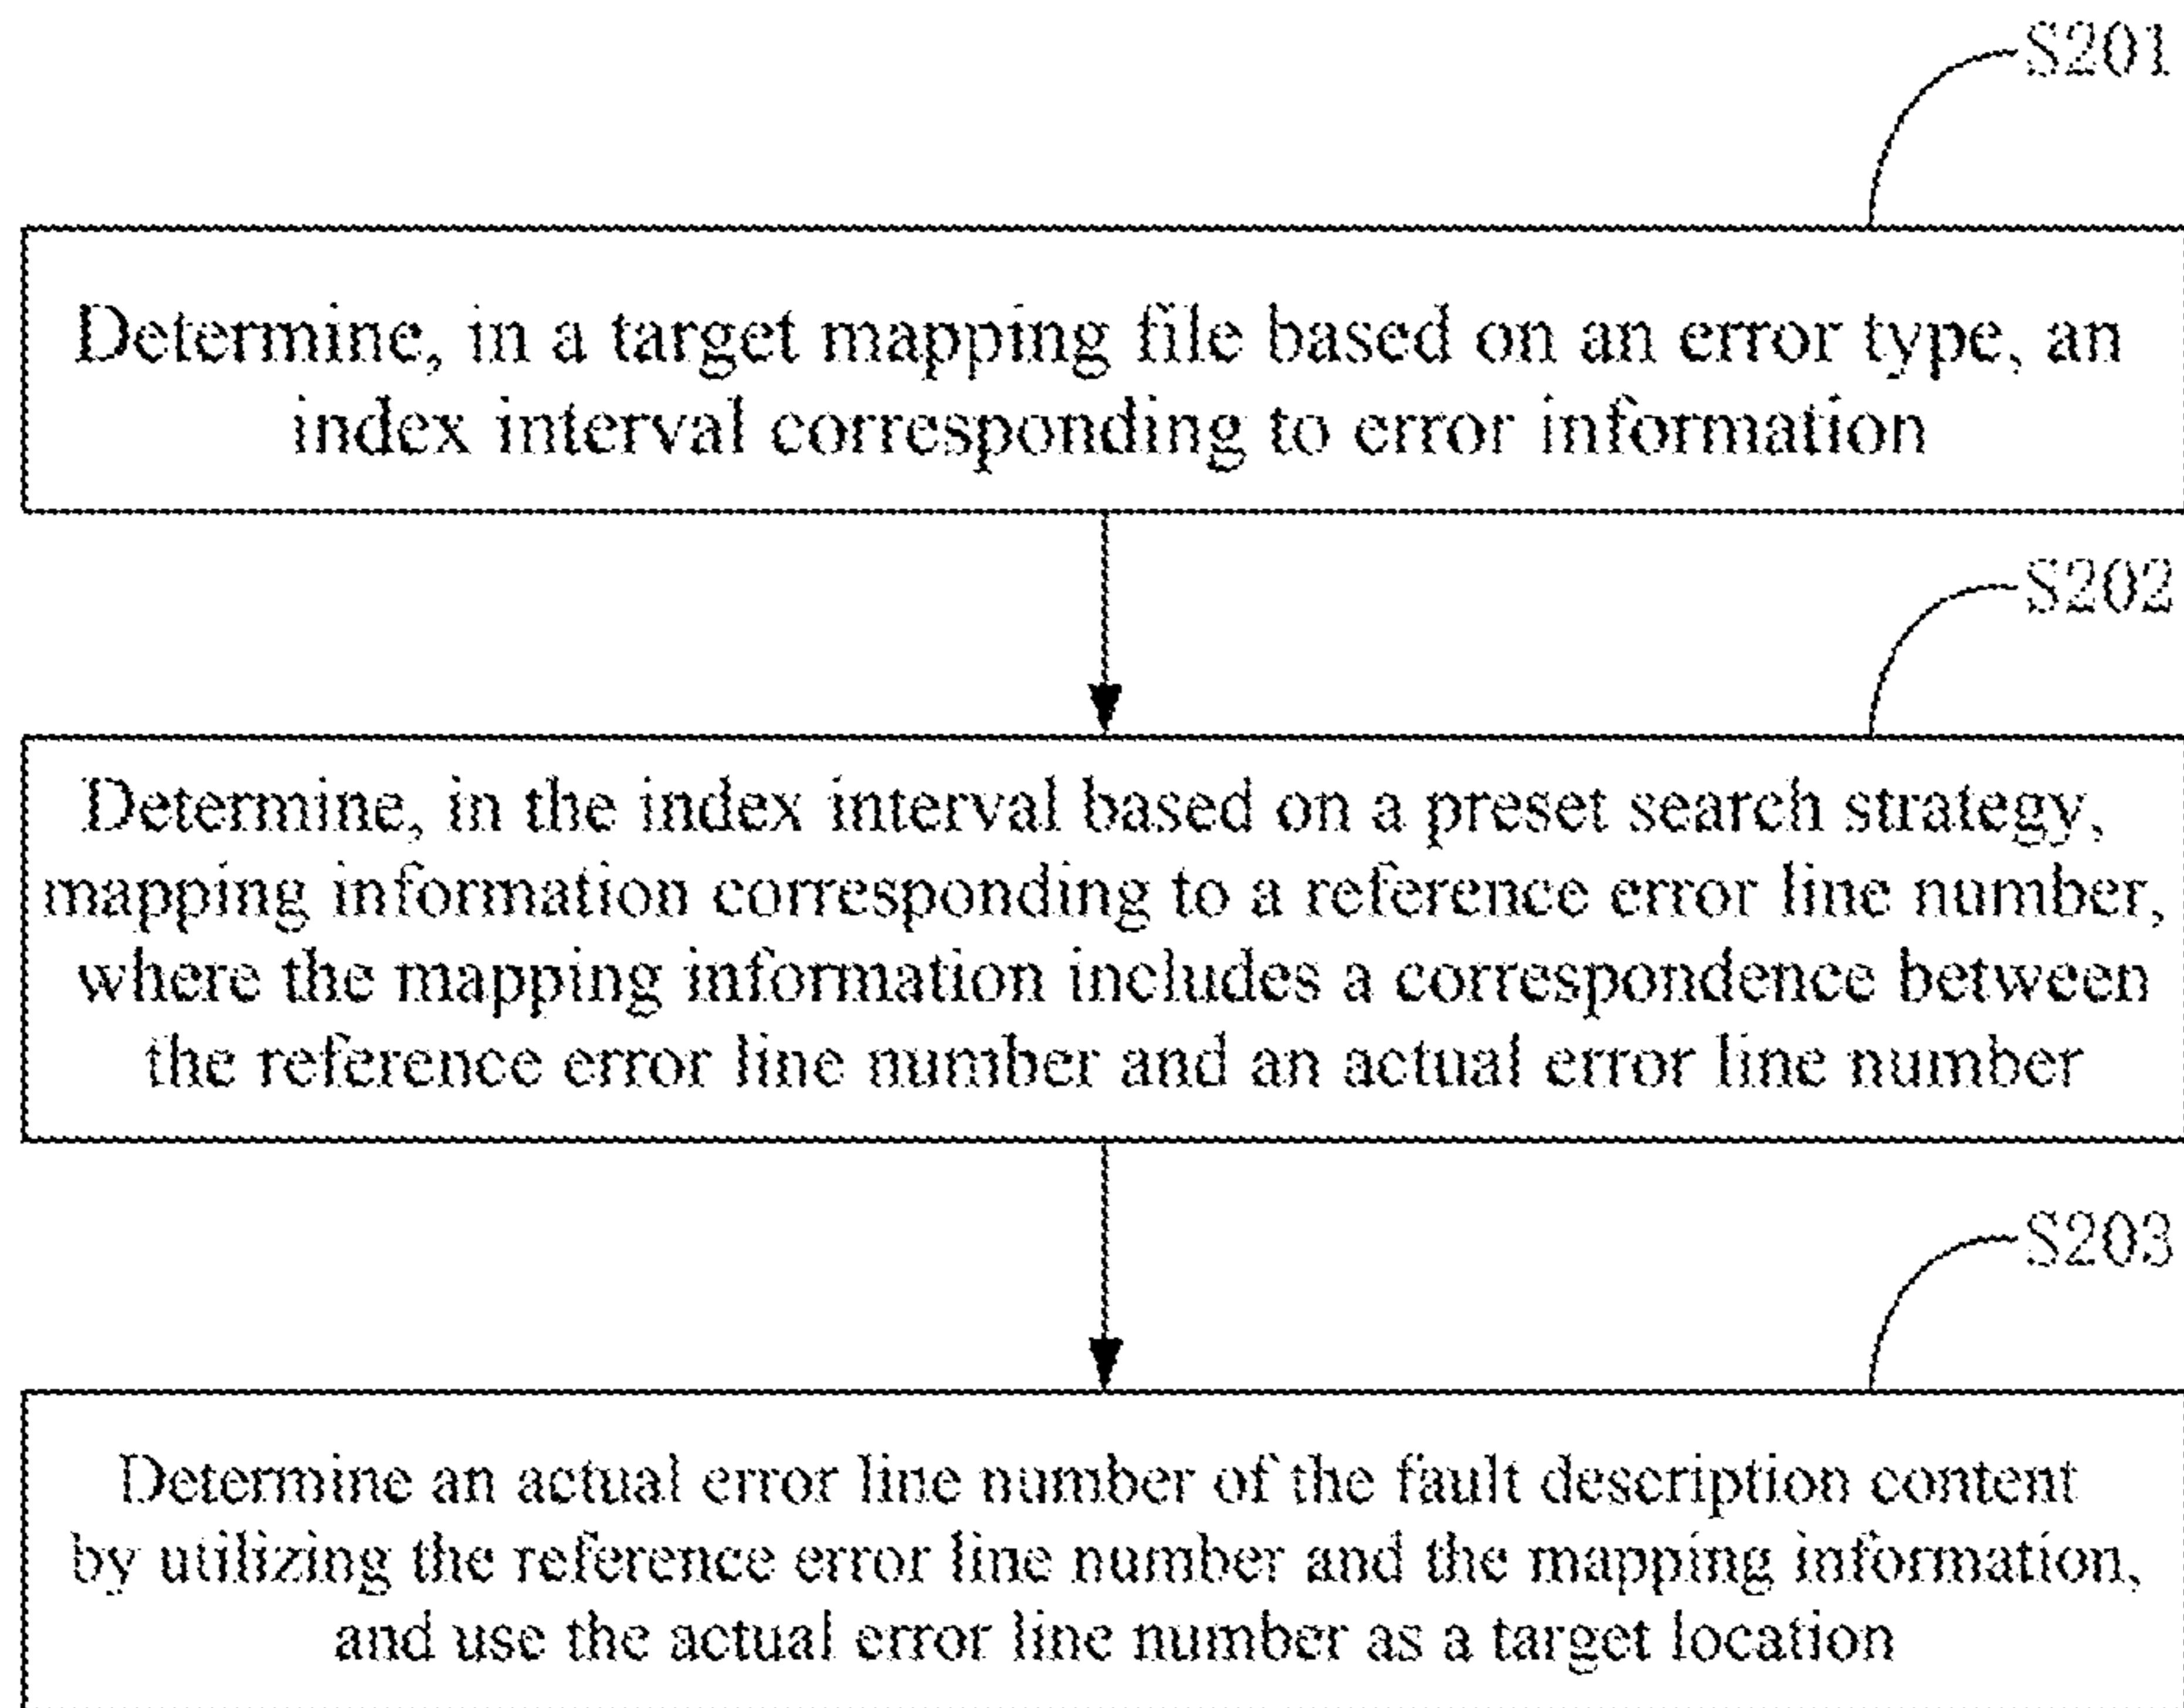 S201
Determine, in a target mapping file based on an error type, an
index interval corresponding to error information
S202
Determine, in the index interval based on a preset search strategy,
mapping information corresponding to a reference error line number,
where the mapping information includes a correspondence between
the reference error line number and an actual error line number
S203
Determine an actual error line number of the fault description content
by utilizing the reference error line number and the mapping information,
and use the actual error line number as a target location